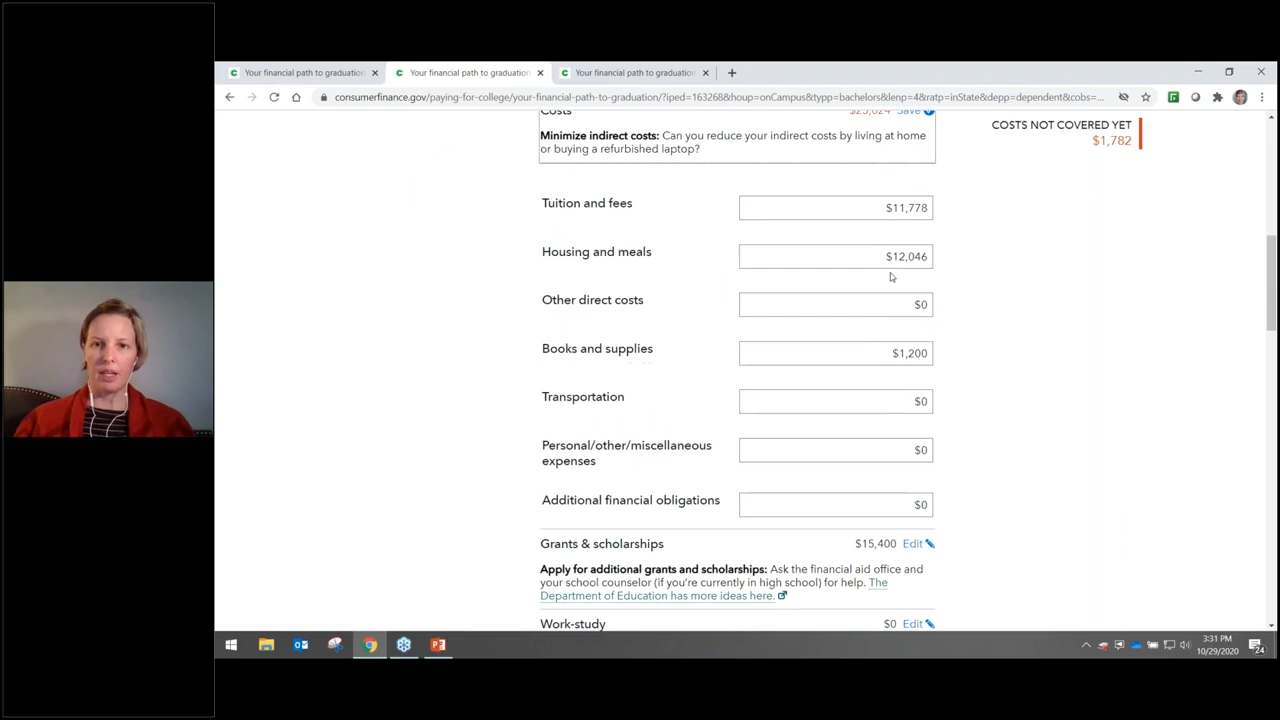 Your financial path to graduation
Your financial path to graduation
Your financial path to graduation
consumerfinance.gov/paying-for-college/your-financial-path-to-graduation/?iped=163268&houp=onCampus&typp=bachelors&lenp=4&ratp=inState&depp=dependent&cobs=...
Costs $25,024 Save
COSTS NOT COVERED YET
$1,782
Minimize indirect costs: Can you reduce your indirect costs by living at home
or buying a refurbished laptop?
Tuition and fees $11,778
Housing and meals $12,046
Other direct costs $0
Books and supplies $1,200
Transportation $0
Personal/other/miscellaneous
expenses $0
Additional financial obligations $0
Grants & scholarships $15,400 Edit
Apply for additional grants and scholarships: Ask the financial aid office and
your school counselor (if you're currently in high school) for help. The
Department of Education has more ideas here.
Work-study $0 Edit
3:31 PM
10/29/2020
24